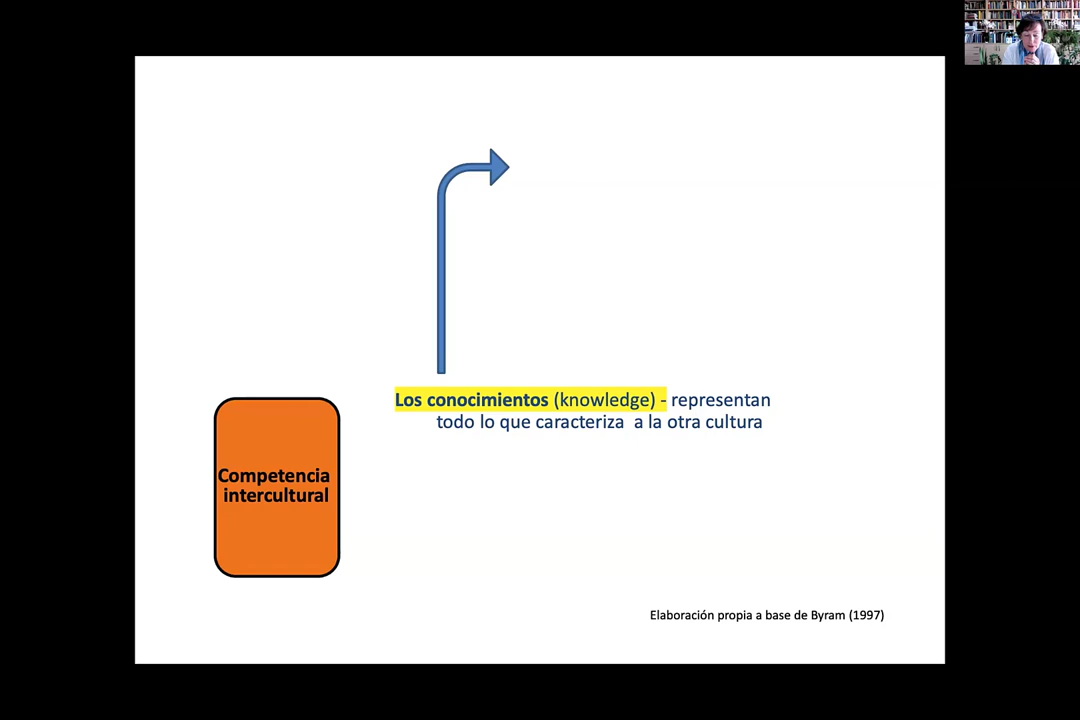 Los conocimientos (knowledge) - representan
todo lo que caracteriza a la otra cultura
Competencia
intercultural
Elaboración propia a base de Byram (1997)